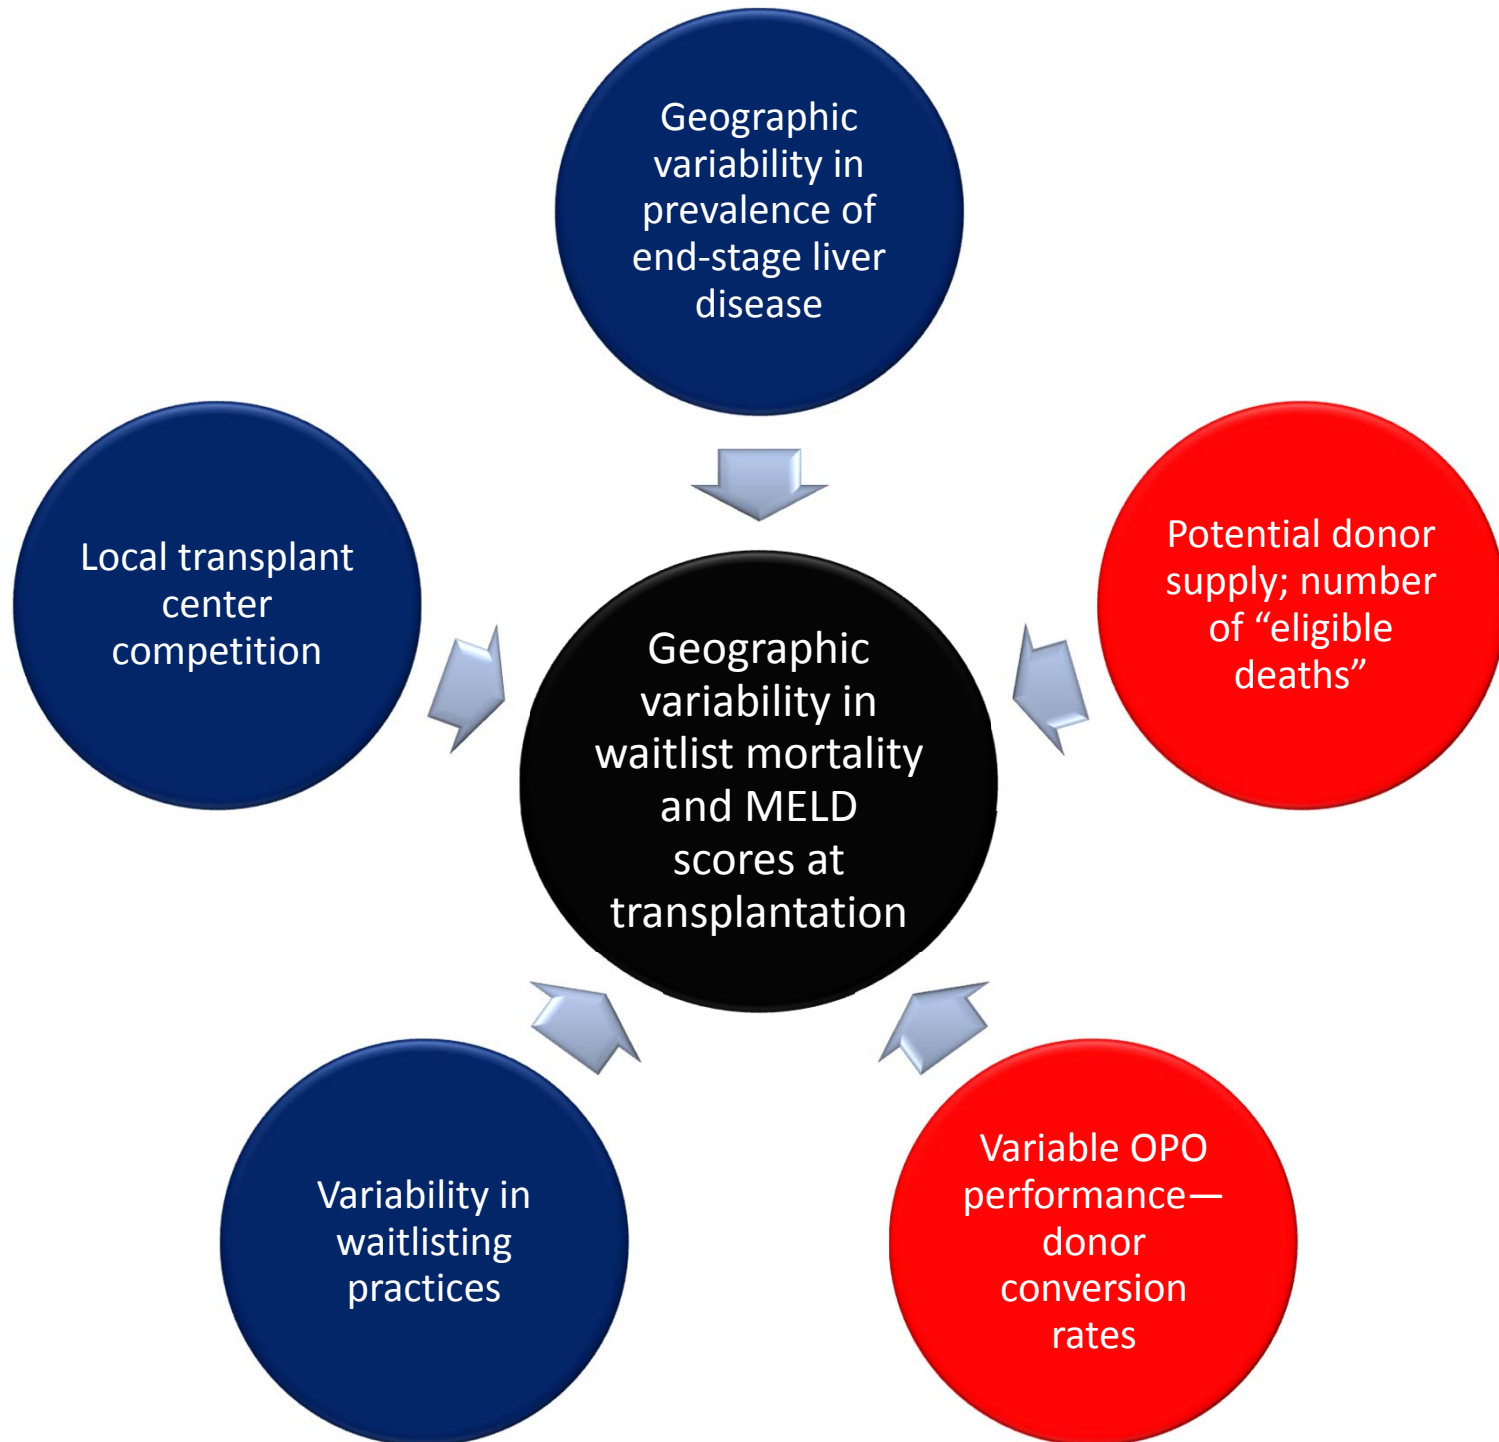 Geographic
variability in
prevalence of
end-stage liver
disease
Local transplant
center
competition
Potential donor
supply; number
of “eligible
deaths”
Geographic
variability in
waitlist mortality
and MELD
scores at
transplantation
Variability in
waitlisting
practices
Variable OPO
performance—
donor
conversion
rates